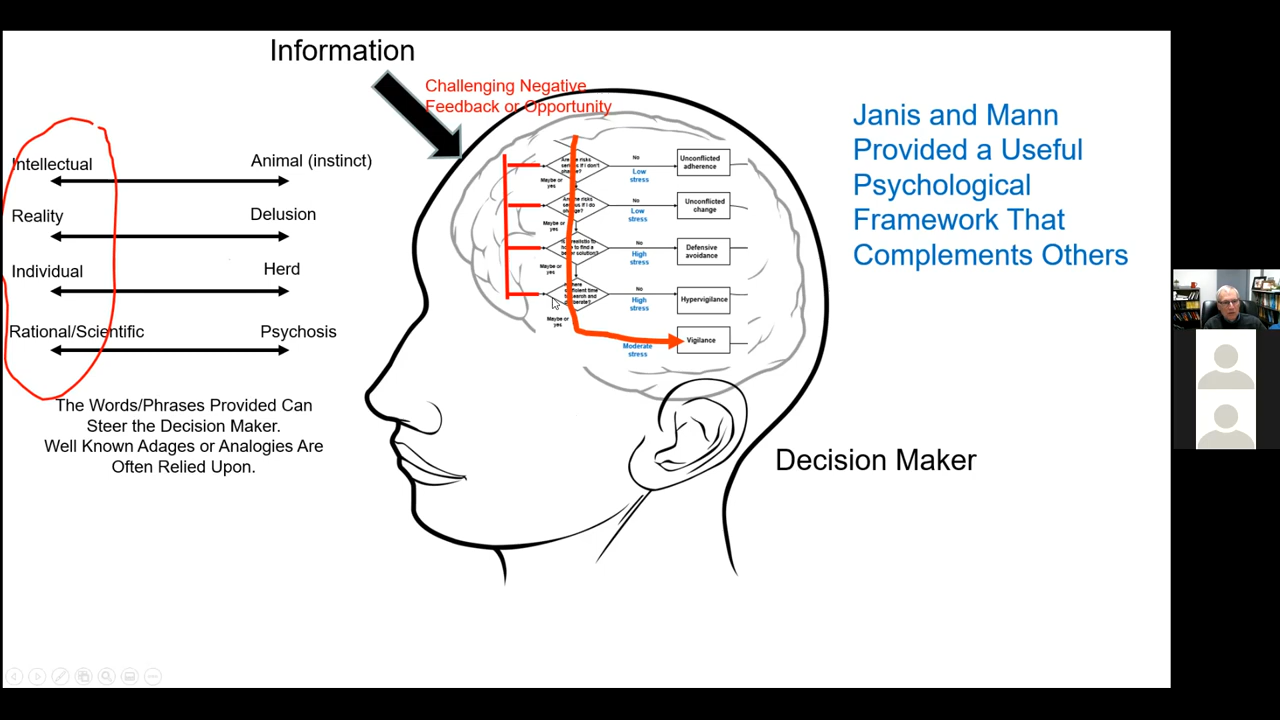 Information
Challenging Negative
Feedback or Opportunity
Janis and Mann
Provided a Useful
Psychological
Framework That
Complements Others
Intellectual
Animal (instinct)
Reality
Delusion
Individual
Herd
Rational/Scientific
Psychosis
The Words/Phrases Provided Can
Steer the Decision Maker.
Well Known Adages or Analogies Are
Often Relied Upon.
No
Low
stress
Unconflicted
adherence
Maybe or
yes
No
Low
stress
Unconflicted
change
Maybe or
yes
No
High
stress
Defensive
avoidance
Maybe or
yes
No
High
stress
Hypervigilance
Maybe or
yes
Moderate
stress
Vigilance
Decision Maker